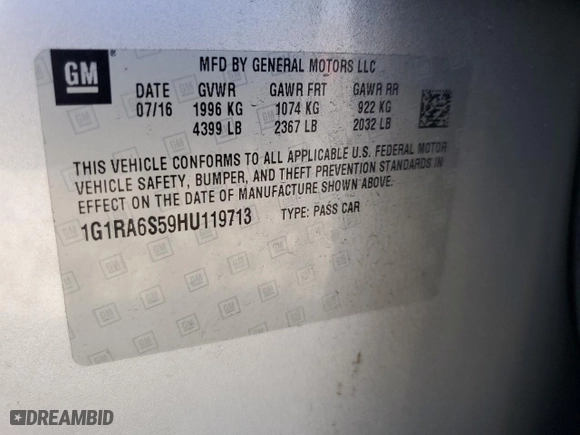 GM
®
MFD BY GENERAL MOTORS LLC
DATE GVWR GAWR FRT GAWR RR
07/16 1996 KG 1074 KG 922 KG
4399 LB 2367 LB 2032 LB
THIS VEHICLE CONFORMS TO ALL APPLICABLE U.S. FEDERAL MOTOR
VEHICLE SAFETY, BUMPER, AND THEFT PREVENTION STANDARDS IN
EFFECT ON THE DATE OF MANUFACTURE SHOWN ABOVE.
1G1RA6S59HU119713 TYPE: PASS CAR
DREAMBID